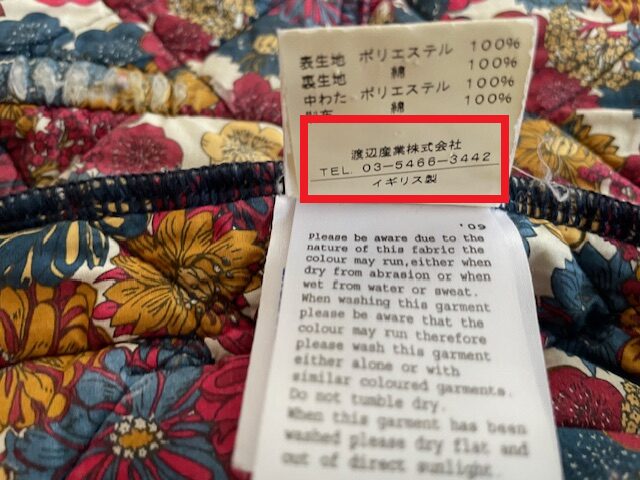 表生地 ポリエステル 100%
裏生地 綿 100%
中わた ポリエステル 100%
綿 100%
渡辺産業株式会社
TEL. 03-5466-3442
イギリス製
'09
Please be aware due to the
nature of this fabric the
colour may run,either when
dry from abrasion or when
wet from water or sweat.
When washing this garment
please be aware that the
colour may run therefore
please wash this garment
either alone or with
similar coloured garments.
Do not tumble dry.
When this garment has been
washed please dry flat and
out of direct sunlight.